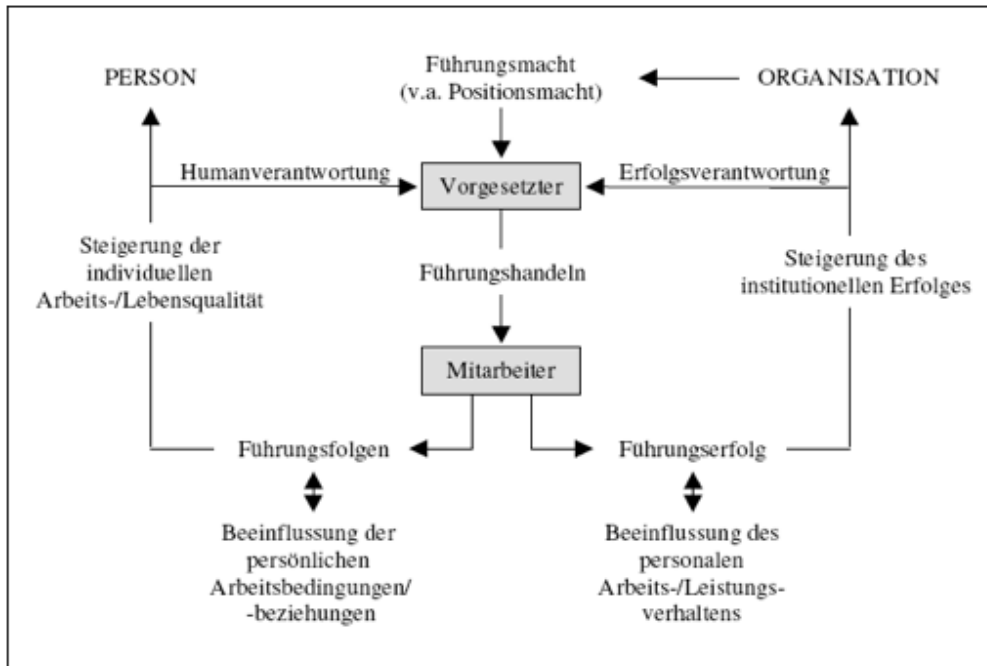 PERSON
Führungsmacht
(v.a. Positionsmacht)
ORGANISATION
Humanverantwortung
Vorgesetzter
Erfolgsverantwortung
Steigerung der
individuellen
Arbeits-/Lebensqualität
Führungshandeln
Steigerung des
institutionellen Erfolges
Mitarbeiter
Führungsfolgen
Führungserfolg
Beeinflussung der
persönlichen
Arbeitsbedingungen/
-beziehungen
Beeinflussung des
personalen
Arbeits-/Leistungs-
verhaltens